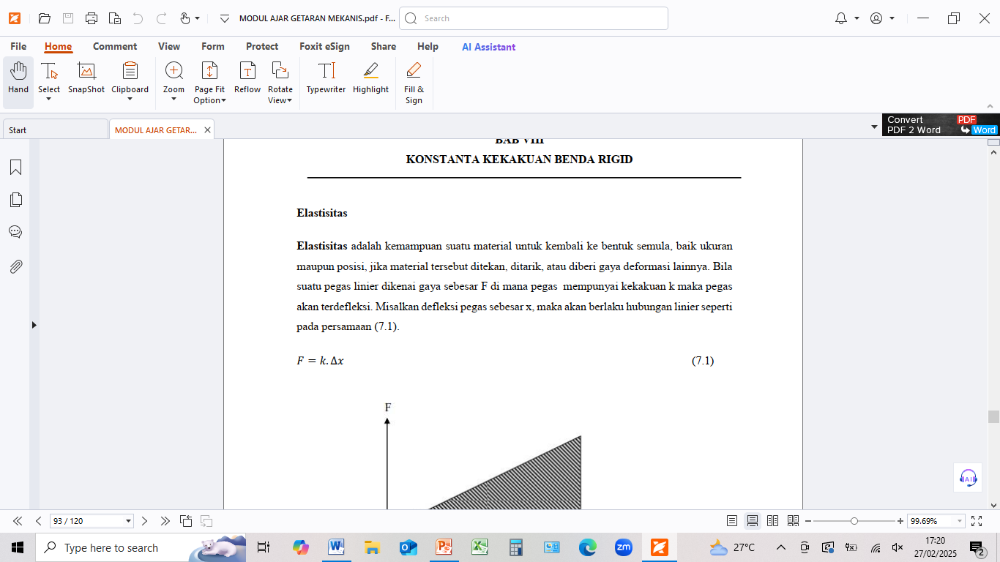 MODUL AJAR GETARAN MEKANIS.pdf - F...
Search
File Home Comment View Form Protect Foxit eSign Share Help AI Assistant
Hand Select SnapShot Clipboard Zoom Page Fit Option Reflow Rotate View Typewriter Highlight Fill & Sign
Start
MODUL AJAR GETAR...
Convert PDF
PDF 2 Word Word
BAB VIII
KONSTANTA KEKAKUAN BENDA RIGID
Elastisitas
Elastisitas adalah kemampuan suatu material untuk kembali ke bentuk semula, baik ukuran
maupun posisi, jika material tersebut ditekan, ditarik, atau diberi gaya deformasi lainnya. Bila
suatu pegas linier dikenai gaya sebesar F di mana pegas mempunyai kekakuan k maka pegas
akan terdefleksi. Misalkan defleksi pegas sebesar x, maka akan berlaku hubungan linier seperti
pada persamaan (7.1).
F = k. Δx (7.1)
F
AI
93 / 120
99.69%
Type here to search
zm
27°C
17:20
27/02/2025
2